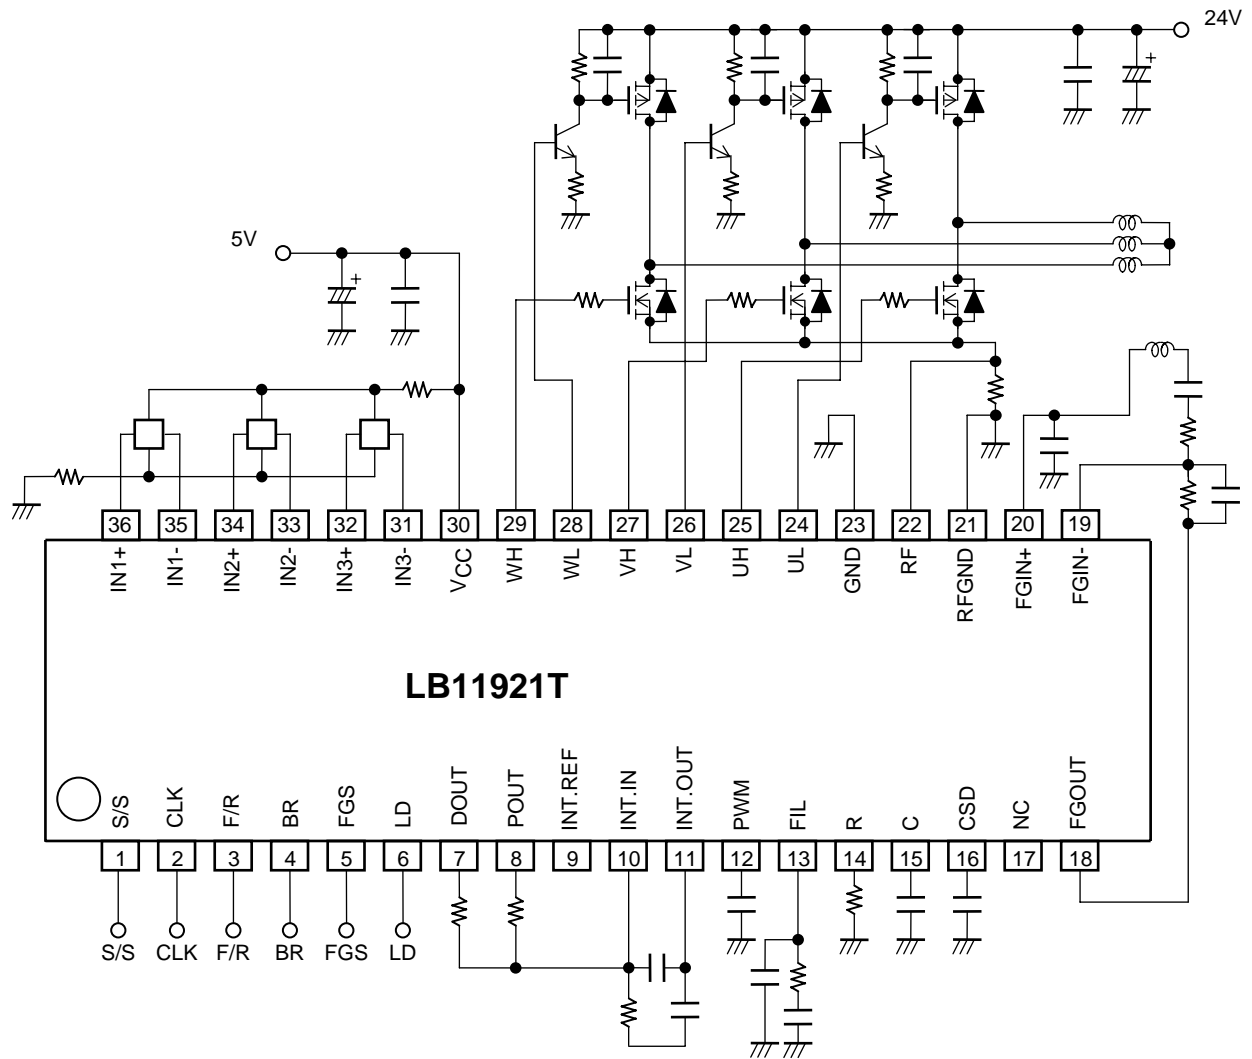 24V
+
5V
+
36 35 34 33 32 31 30 29 28 27 26 25 24 23 22 21 20 19
IN1+ IN1- IN2+ IN2- IN3+ IN3- VCC WH WL VH VL UH UL GND RF RFGND FGIN+ FGIN-
LB11921T
S/S CLK F/R BR FGS LD DOUT POUT INT.REF INT.IN INT.OUT PWM FIL R C CSD NC FGOUT
1 2 3 4 5 6 7 8 9 10 11 12 13 14 15 16 17 18
S/S CLK F/R BR FGS LD